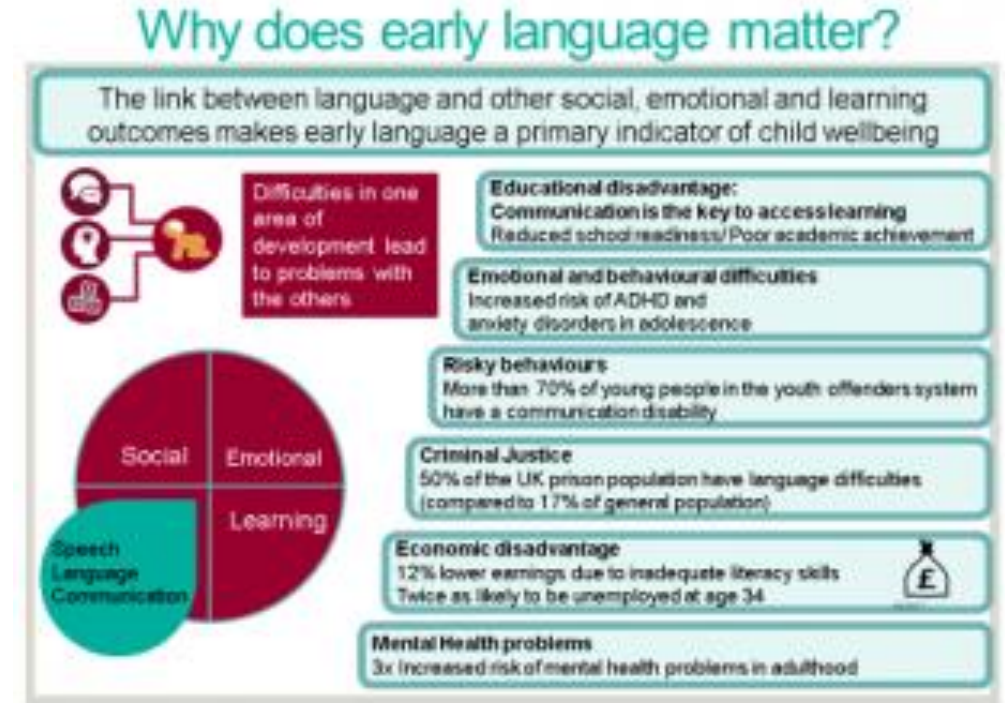 Why does early language matter?
The link between language and other social, emotional and learning
outcomes makes early language a primary indicator of child wellbeing
Difficulties in one
area of
development lead
to problems with
the others
Educational disadvantage:
Communication is the key to access learning
Reduced school readiness/ Poor academic achievement
Emotional and behavioural difficulties
Increased risk of ADHD and
anxiety disorders in adolescence
Risky behaviours
More than 70% of young people in the youth offenders system
have a communication disability
Criminal Justice
50% of the UK prison population have language difficulties
(compared to 17% of general population)
Economic disadvantage
12% lower earnings due to inadequate literacy skills
Twice as likely to be unemployed at age 34
£
Mental Health problems
3x Increased risk of mental health problems in adulthood
Social
Emotional
Learning
Speech
Language
Communication